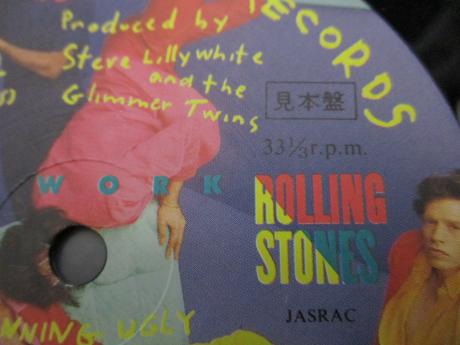 Produced by
Steve Lillywhite
and the
Glimmer Twins
RECORDS
見本盤
33⅓r.p.m.
WORK
ROLLING
STONES
JASRAC
NNING UGLY